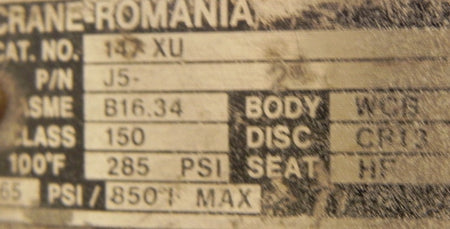 CRANE-ROMANIA
CAT. NO. 147 XU
P/N J5-
ASME B16.34 BODY WCB
CLASS 150 DISC CR13
100°F 285 PSI SEAT HF
65 PSI/ 850°F MAX